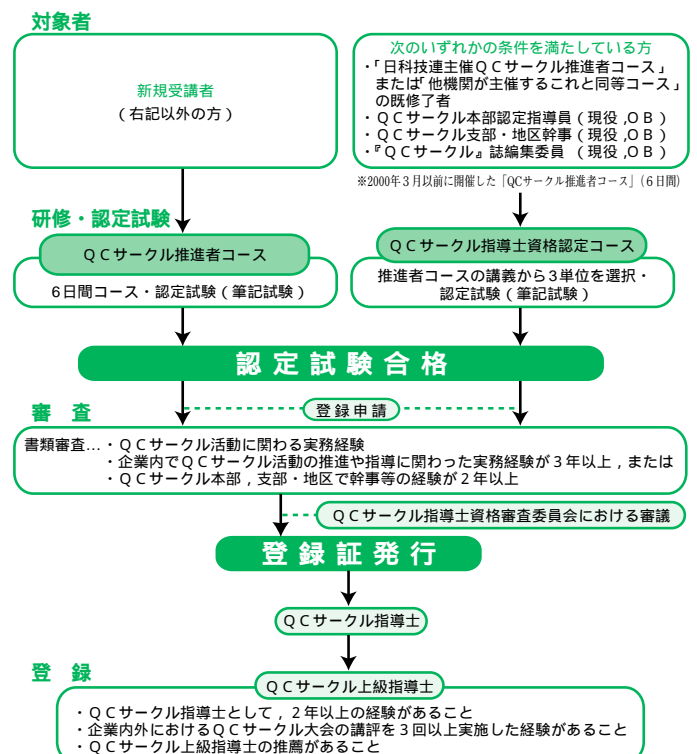 対象者
新規受講者
（右記以外の方）
次のいずれかの条件を満たしている方
・「日科技連主催ＱＣサークル推進者コース」
または「他機関が主催するこれと同等コース」
の既修了者
・ＱＣサークル本部認定指導員（現役,ＯＢ）
・ＱＣサークル支部・地区幹事（現役,ＯＢ）
・『ＱＣサークル』誌編集委員　（現役,ＯＢ）
※2000年３月以前に開催した「QCサークル推進者コース」（６日間）
研修・認定試験
ＱＣサークル推進者コース
6日間コース・認定試験（筆記試験）
ＱＣサークル指導士資格認定コース
推進者コースの講義から3単位を選択・
認定試験（筆記試験）
認定試験合格
審　査
登録申請
書類審査…・ＱＣサークル活動に関わる実務経験
・企業内でＱＣサークル活動の推進や指導に関わった実務経験が３年以上，または
・ＱＣサークル本部，支部・地区で幹事等の経験が２年以上
ＱＣサークル指導士資格審査委員会における審議
登録証発行
ＱＣサークル指導士
登　録
ＱＣサークル上級指導士
・ＱＣサークル指導士として，２年以上の経験があること
・企業内外におけるＱＣサークル大会の講評を３回以上実施した経験があること
・ＱＣサークル上級指導士の推薦があること